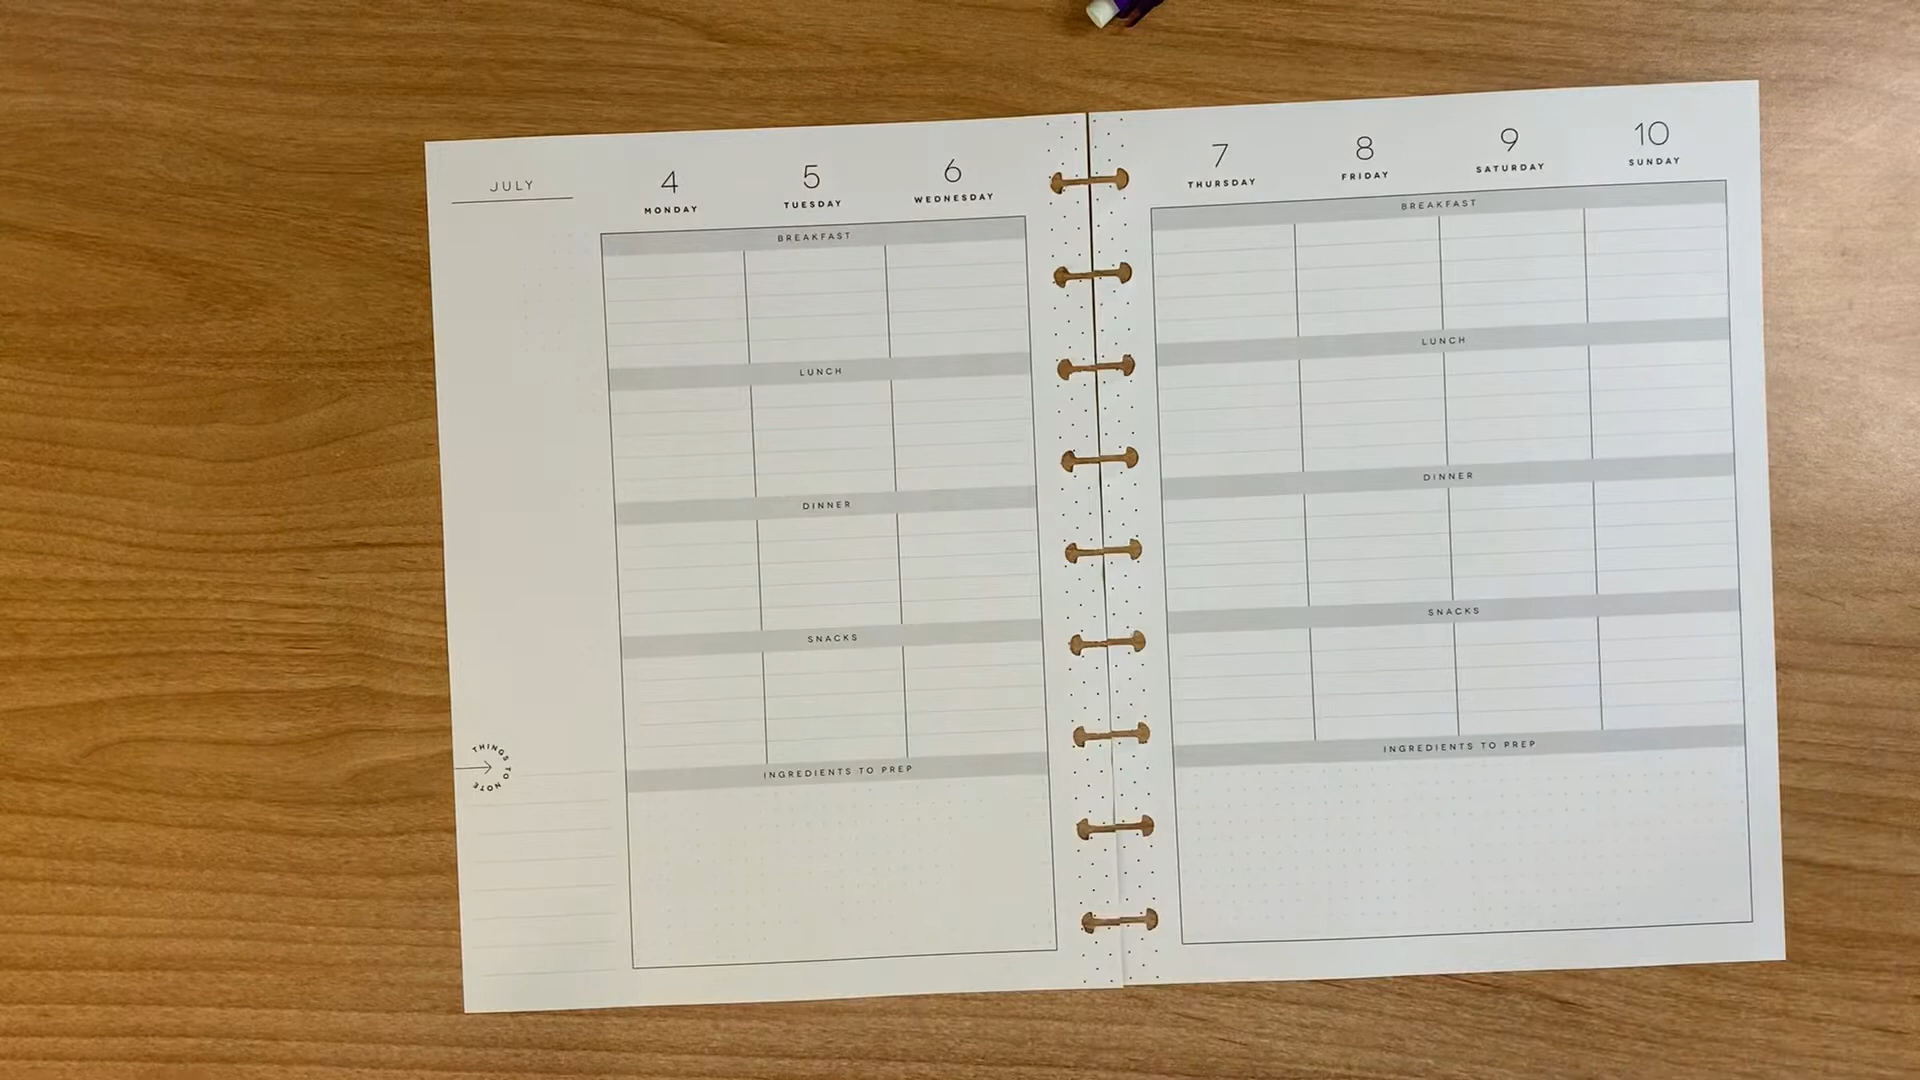 JULY
4 5 6
MONDAY TUESDAY WEDNESDAY
BREAKFAST
LUNCH
DINNER
SNACKS
INGREDIENTS TO PREP
THINGS TO NOTE
7 8 9 10
THURSDAY FRIDAY SATURDAY SUNDAY
BREAKFAST
LUNCH
DINNER
SNACKS
INGREDIENTS TO PREP